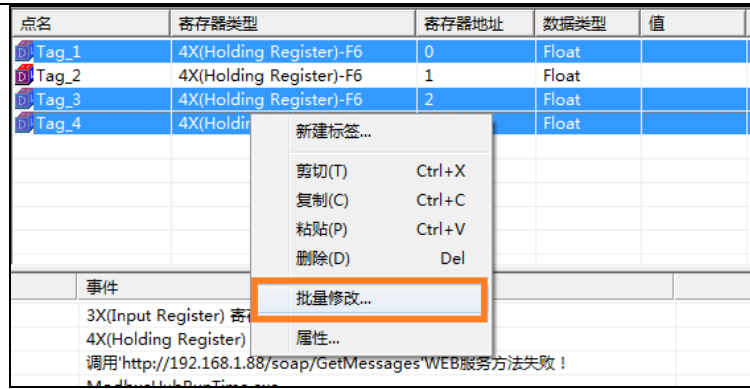 点名 寄存器类型 寄存器地址 数据类型 值
Tag_1 4X(Holding Register)-F6 0 Float
Tag_2 4X(Holding Register)-F6 1 Float
Tag_3 4X(Holding Register)-F6 2 Float
Tag_4 4X(Holdin Float
新建标签...
剪切(T) Ctrl+X
复制(C) Ctrl+C
粘贴(P) Ctrl+V
删除(D) Del
批量修改...
属性...
事件
3X(Input Register) 寄
4X(Holding Register)
调用'http://192.168.1.88/soap/GetMessages'WEB服务方法失败！